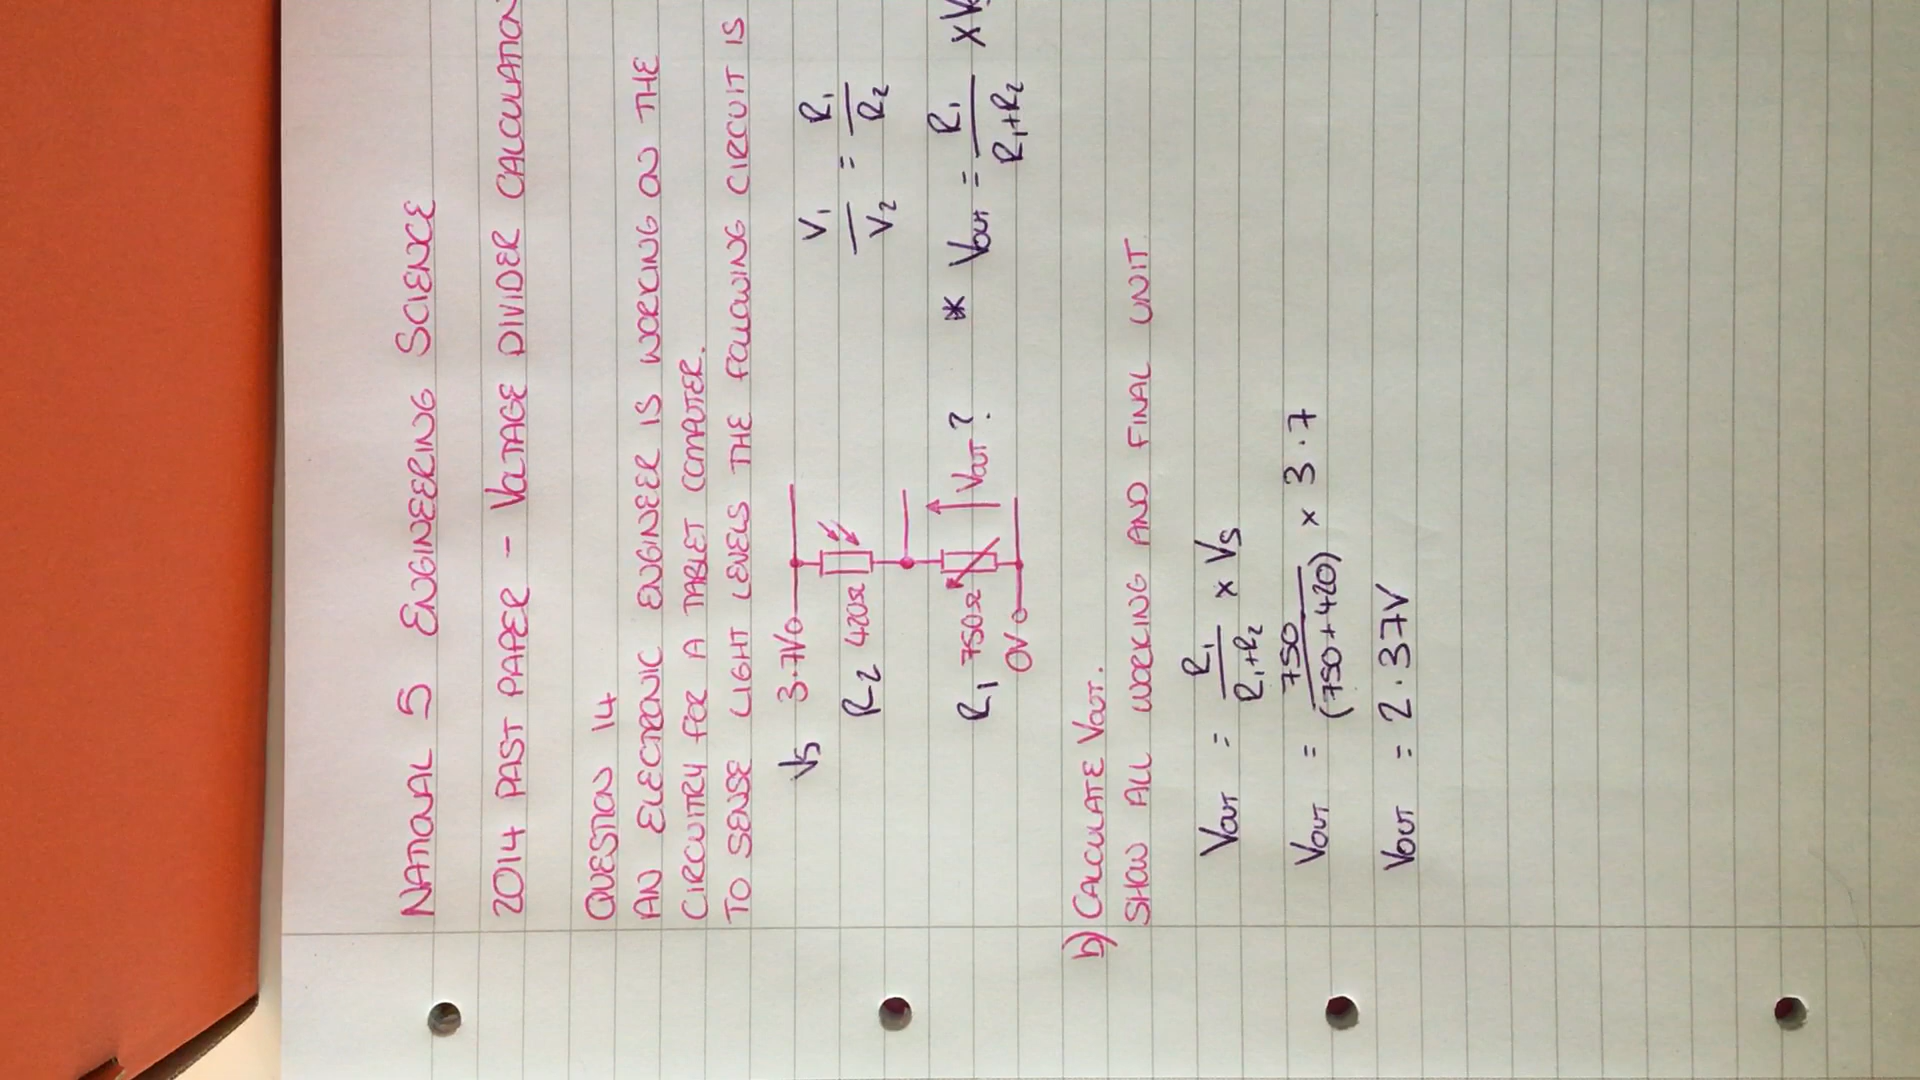 NATIONAL 5 ENGINEERING SCIENCE
2014 PAST PAPER - VOLTAGE DIVIDER CALCULATION
QUESTION 14
AN ELECTRONIC ENGINEER IS WORKING ON THE
CIRCUITRY FOR A TABLET COMPUTER.
TO SENSE LIGHT LEVELS THE FOLLOWING CIRCUIT IS
Vs 3.7V
R2 420Ω
R1 750Ω
0V
VOUT?
V1/V2 = R1/R2
* VOUT = R1/R1+R2 x V
b) CALCULATE VOUT.
SHOW ALL WORKING AND FINAL UNIT
VOUT = R1/R1+R2 x Vs
VOUT = 750/(750+420) x 3.7
VOUT = 2.37V